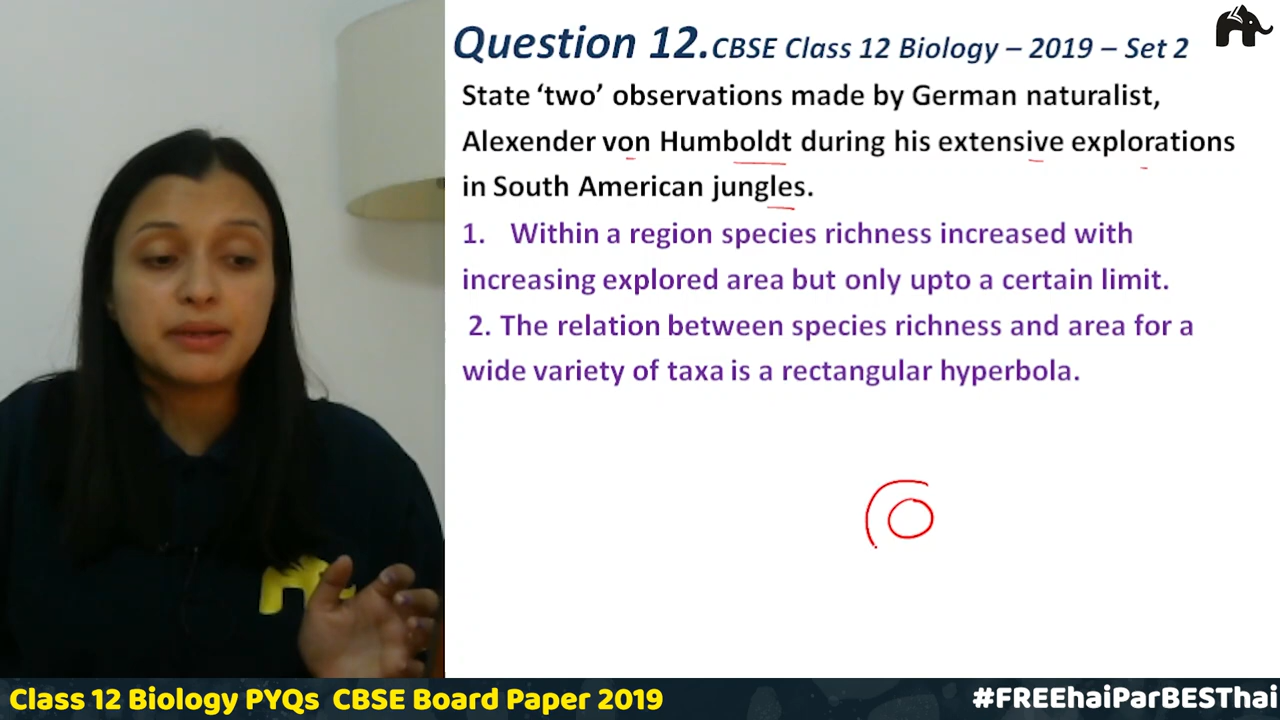 Question 12.CBSE Class 12 Biology – 2019 – Set 2
State ‘two’ observations made by German naturalist,
Alexender von Humboldt during his extensive explorations
in South American jungles.
1. Within a region species richness increased with
increasing explored area but only upto a certain limit.
2. The relation between species richness and area for a
wide variety of taxa is a rectangular hyperbola.
Class 12 Biology PYQs CBSE Board Paper 2019
#FREEhaiParBESThai